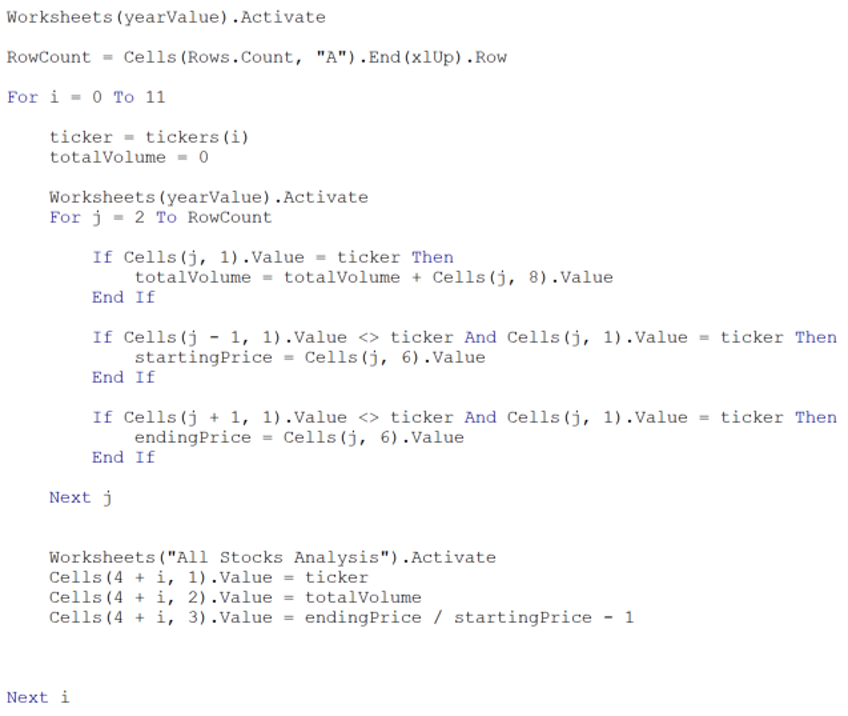 Worksheets(yearValue).Activate
RowCount = Cells(Rows.Count, "A").End(xlUp).Row
For i = 0 To 11
ticker = tickers(i)
totalVolume = 0
Worksheets(yearValue).Activate
For j = 2 To RowCount
If Cells(j, 1).Value = ticker Then
totalVolume = totalVolume + Cells(j, 8).Value
End If
If Cells(j - 1, 1).Value <> ticker And Cells(j, 1).Value = ticker Then
startingPrice = Cells(j, 6).Value
End If
If Cells(j + 1, 1).Value <> ticker And Cells(j, 1).Value = ticker Then
endingPrice = Cells(j, 6).Value
End If
Next j
Worksheets("All Stocks Analysis").Activate
Cells(4 + i, 1).Value = ticker
Cells(4 + i, 2).Value = totalVolume
Cells(4 + i, 3).Value = endingPrice / startingPrice - 1
Next i